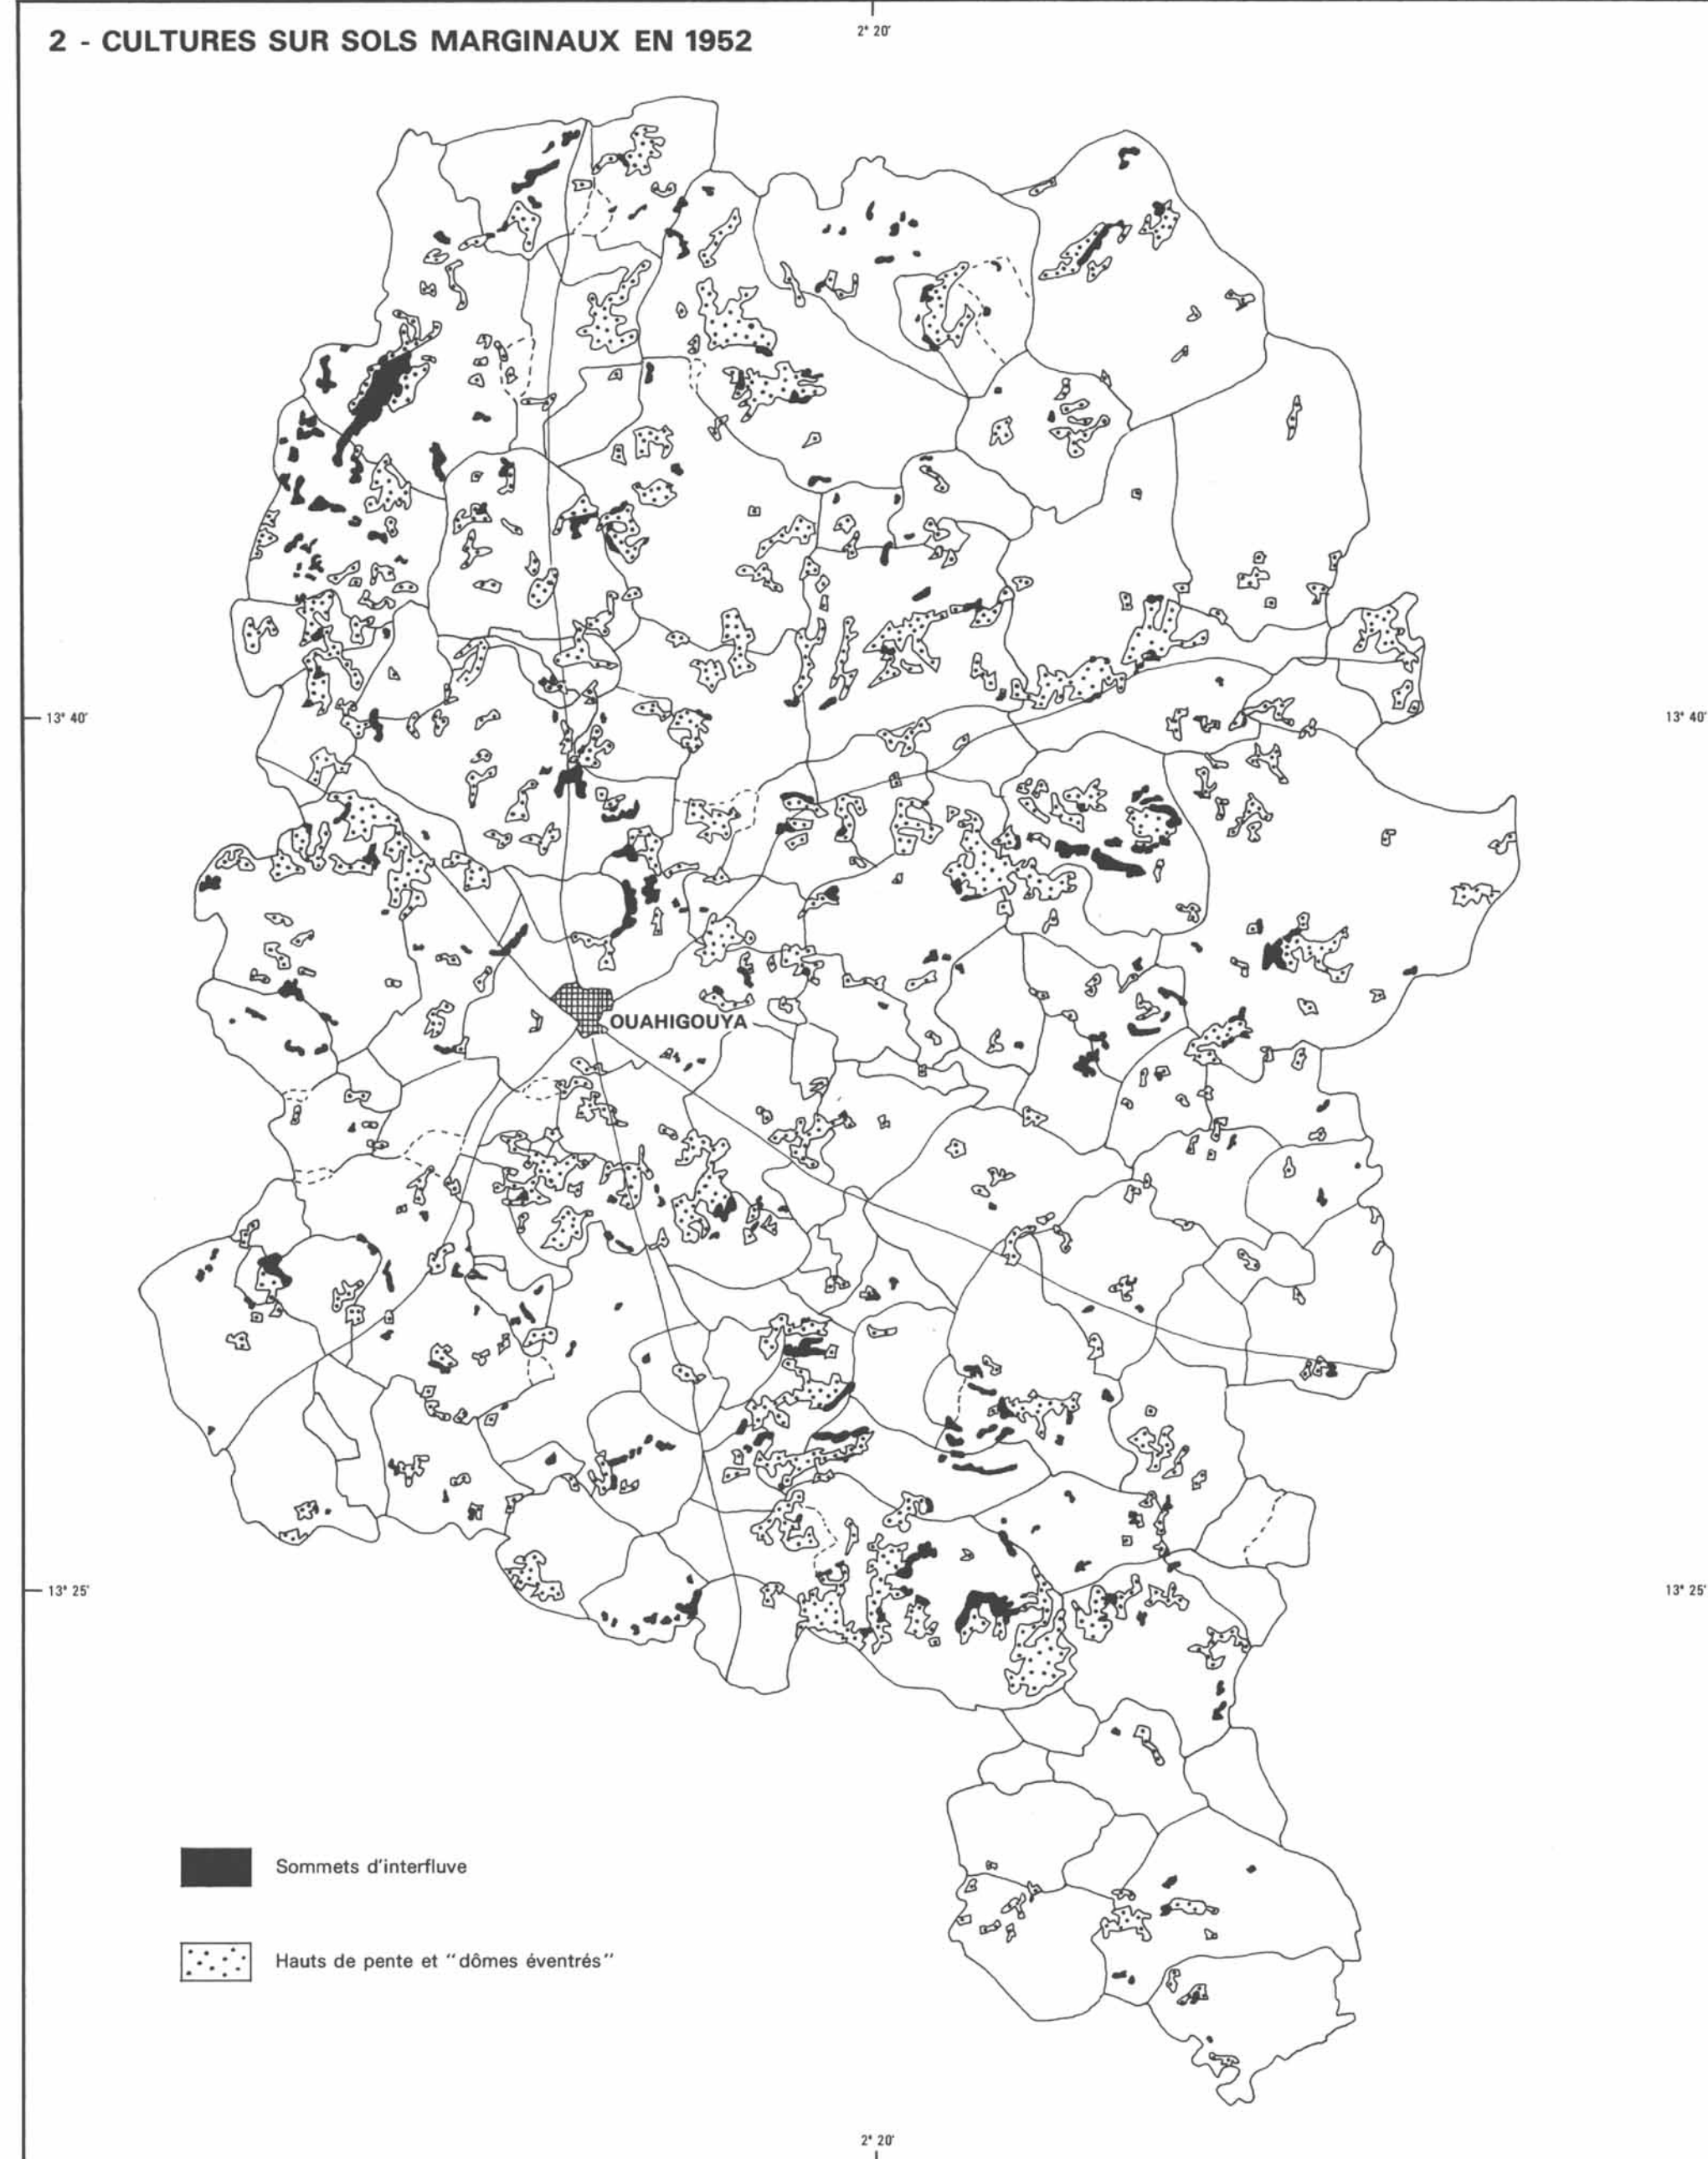 2° 20'
2 - CULTURES SUR SOLS MARGINAUX EN 1952
13° 40'
13° 40'
OUAHIGOUYA
13° 25'
13° 25'
Sommets d'interfluve
Hauts de pente et "dômes éventrés"
2° 20'